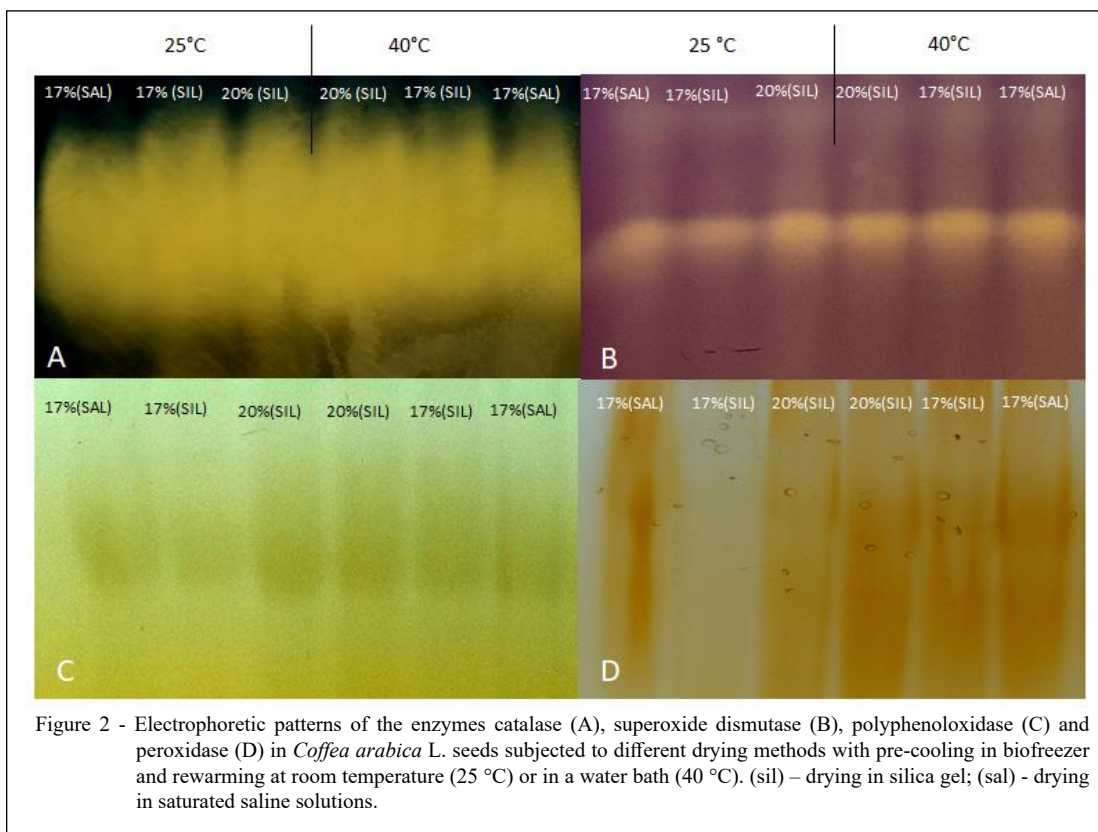 25°C 40°C 25 °C 40°C
17%(SAL) 17% (SIL) 20% (SIL) 20% (SIL) 17% (SIL) 17%(SAL) 17%(SAL) 17%(SIL) 20%(SIL) 20%(SIL) 17%(SIL) 17%(SAL)
A B
17%(SAL) 17%(SIL) 20%(SIL) 20%(SIL) 17%(SIL) 17%(SAL) 17%(SAL) 17%(SIL) 20%(SIL) 20%(SIL) 17%(SIL) 17%(SAL)
C D
Figure 2 - Electrophoretic patterns of the enzymes catalase (A), superoxide dismutase (B), polyphenoloxidase (C) and
peroxidase (D) in Coffea arabica L. seeds subjected to different drying methods with pre-cooling in biofreezer
and rewarming at room temperature (25 °C) or in a water bath (40 °C). (sil) – drying in silica gel; (sal) - drying
in saturated saline solutions.